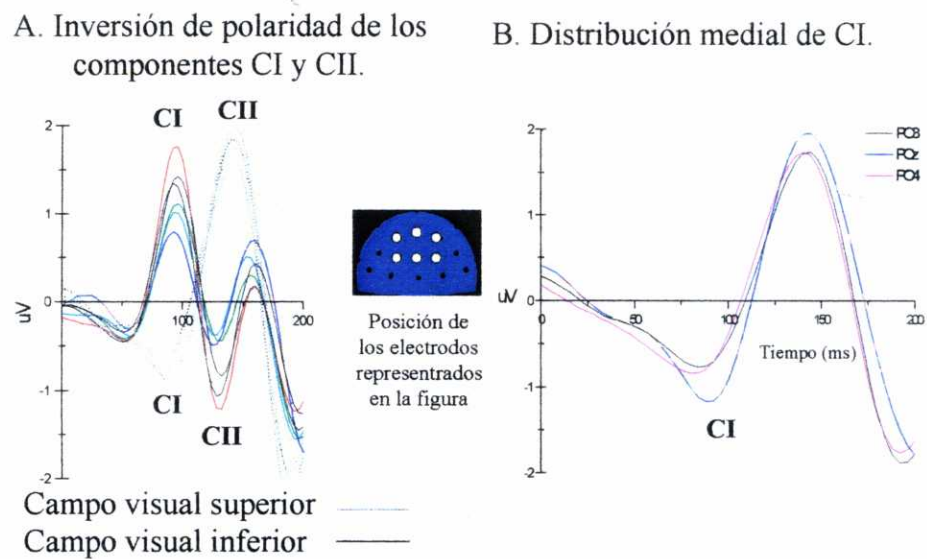 A. Inversión de polaridad de los
componentes CI y CII.
B. Distribución medial de CI.
CI
CII
2
1
0
-1
-2
uV
100
200
CI
CII
Posición de
los electrodos
representrados
en la figura
2
1
0
-1
-2
uV
0
50
100
150
200
Tiempo (ms)
CI
PO3
POz
PO4
Campo visual superior
Campo visual inferior